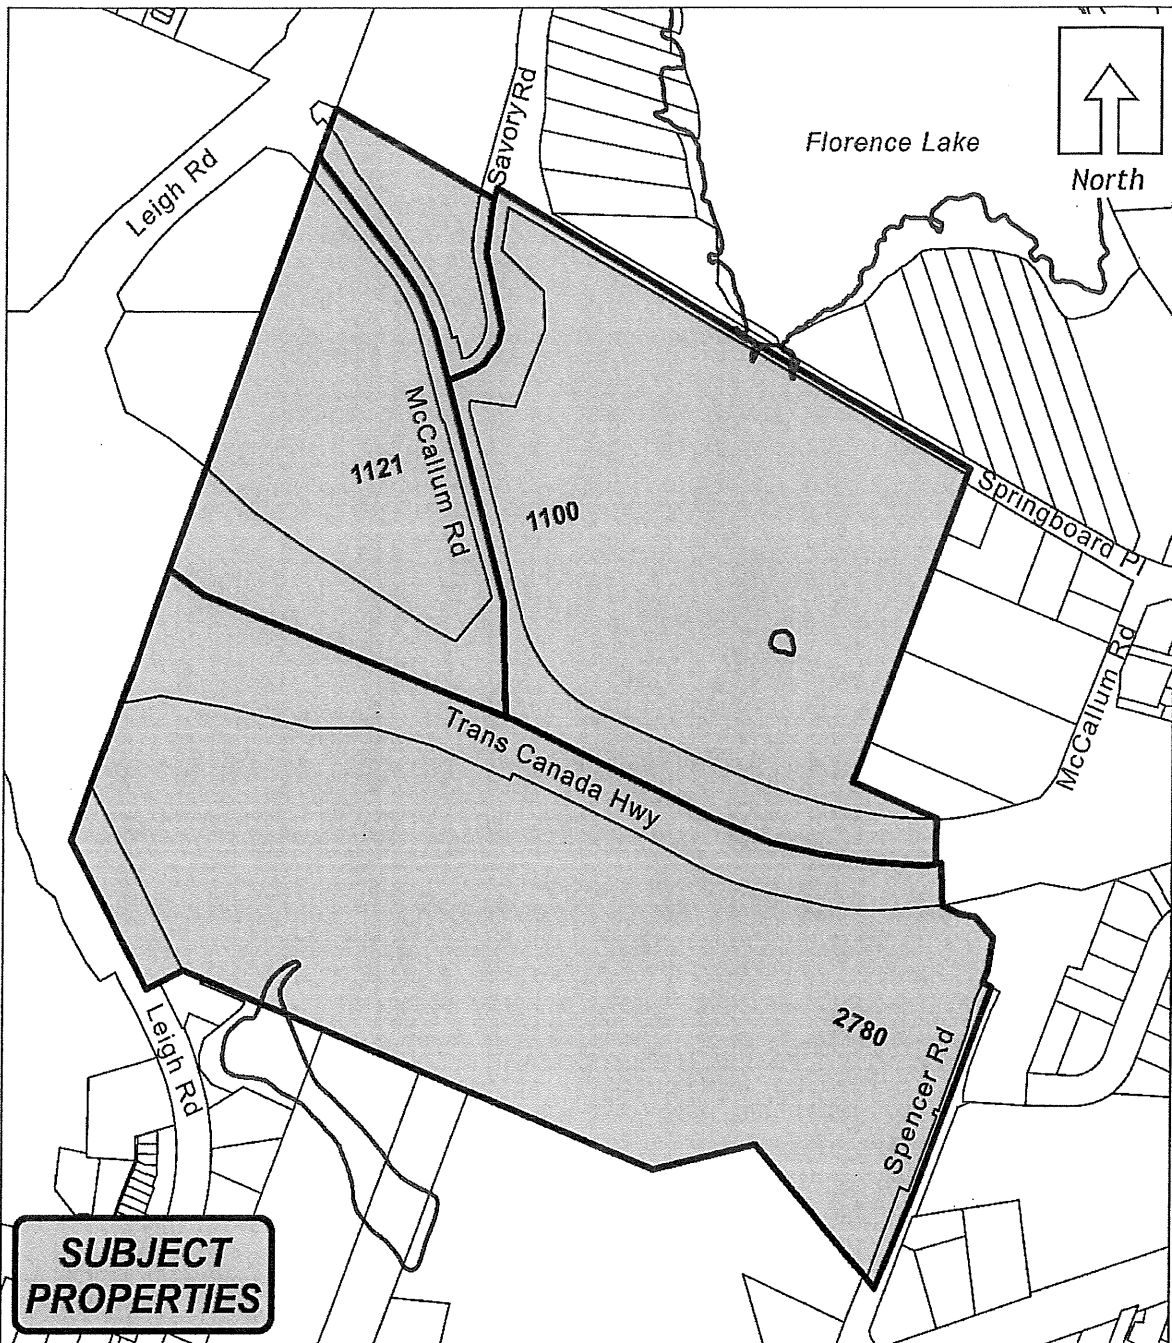 Savory Rd
Florence Lake
North
Leigh Rd
McCallum Rd
1121
1100
Springboard Pl
McCallum Rd
Trans Canada Hwy
2780
Spencer Rd
Leigh Rd
SUBJECT
PROPERTIES